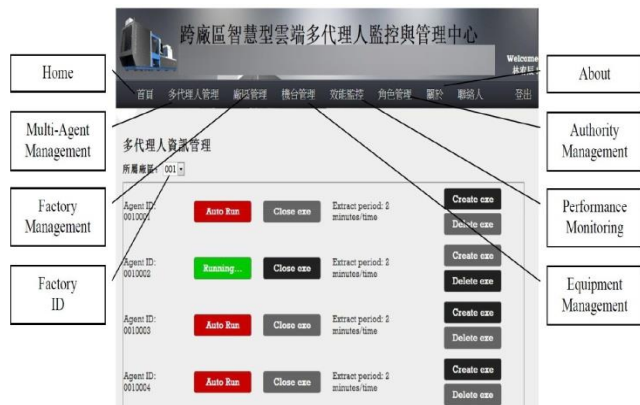 跨廠區智慧型雲端多代理人監控與管理中心
Welcome
首頁 多代理人管理 廠區管理 機台管理 效能監控 角色管理 關於 聯絡人 登出
Home
Multi-Agent
Management
Factory
Management
Factory
ID
About
Authority
Management
Performance
Monitoring
Equipment
Management
多代理人資訊管理
所屬廠區: 001
Agent ID:
0010001
Auto Run
Close exe
Extract period: 2
minutes/time
Create exe
Delete exe
Agent ID:
0010002
Running...
Close exe
Extract period: 2
minutes/time
Create exe
Delete exe
Agent ID:
0010003
Auto Run
Close exe
Extract period: 2
minutes/time
Create exe
Delete exe
Agent ID:
0010004
Auto Run
Close exe
Extract period: 2
minutes/time
Create exe
Delete exe